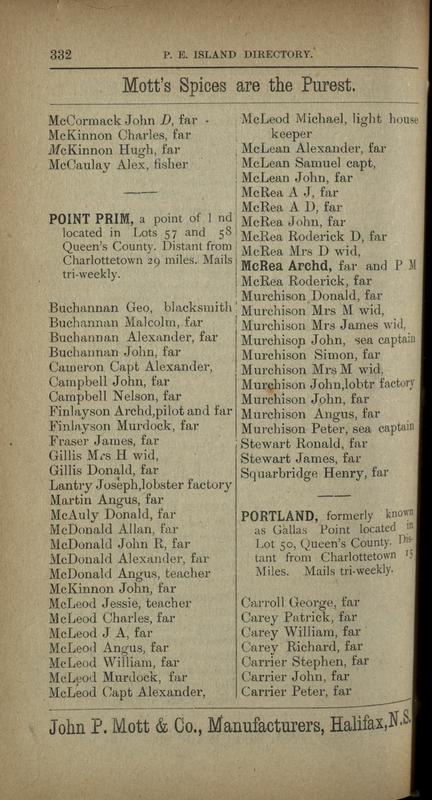 332 P. E. ISLAND DIRECTORY.
Mott's Spices are the Purest.
McCormack John D, far -
McKinnon Charles, far
McKinnon Hugh, far
McCaulay Alex, fisher
POINT PRIM, a point of l nd
located in Lots 57 and 58
Queen's County. Distant from
Charlottetown 29 miles. Mails
tri-weekly.
Buchannan Geo, blacksmith
Buchannan Malcolm, far
Buchannan Alexander, far
Buchannan John, far
Cameron Capt Alexander,
Campbell John, far
Campbell Nelson, far
Finlayson Archd,pilot and far
Finlayson Murdock, far
Fraser James, far
Gillis Mrs H wid,
Gillis Donald, far
Lantry Joseph,lobster factory
Martin Angus, far
McAuly Donald, far
McDonald Allan, far
McDonald John R, far
McDonald Alexander, far
McDonald Angus, teacher
McKinnon John, far
McLeod Jessie, teacher
McLeod Charles, far
McLeod J A, far
McLeod Angus, far
McLeod William, far
McLeod Murdock, far
McLeod Capt Alexander,
McLeod Michael, light house
keeper
McLean Alexander, far
McLean Samuel capt,
McLean John, far
McRea A J, far
McRea A D, far
McRea John, far
McRea Roderick D, far
McRea Mrs D wid,
McRea Archd, far and P M
McRea Roderick, far
Murchison Donald, far
Murchison Mrs M wid,
Murchison Mrs James wid,
Murchison John, sea captain
Murchison Simon, far
Murchison Mrs M wid,
Murchison John,lobtr factory
Murchison John, far
Murchison Angus, far
Murchison Peter, sea captain
Stewart Ronald, far
Stewart James, far
Squarbridge Henry, far
PORTLAND, formerly known
as Gallas Point located in
Lot 50, Queen's County. Dis-
tant from Charlottetown 15
Miles. Mails tri-weekly.
Carroll George, far
Carey Patrick, far
Carey William, far
Carey Richard, far
Carrier Stephen, far
Carrier John, far
Carrier Peter, far
John P. Mott & Co., Manufacturers, Halifax,N.S.